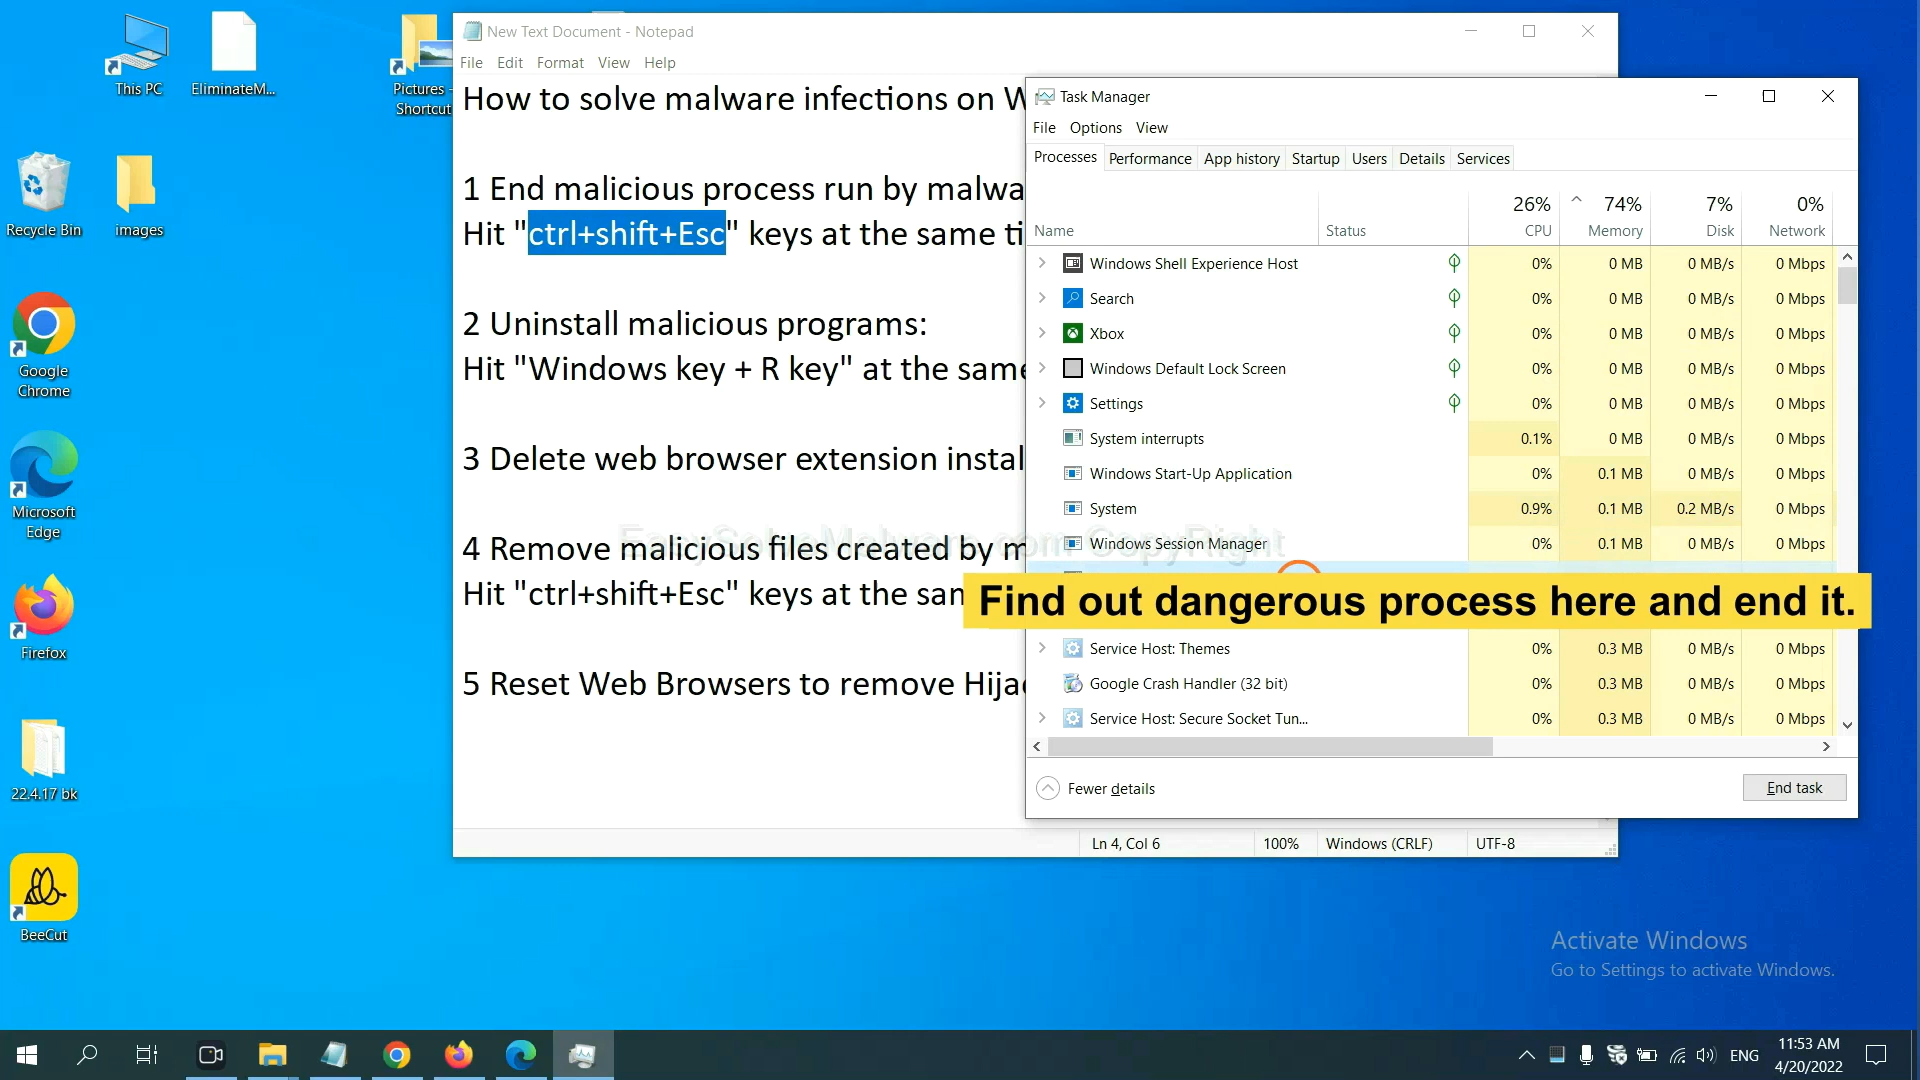 This PC
EliminateM...
Pictures -
Shortcut
Recycle Bin
images
Google
Chrome
Microsoft
Edge
Firefox
22.4.17 bk
BeeCut
New Text Document - Notepad
File Edit Format View Help
How to solve malware infections on W
1 End malicious process run by malwa
Hit "ctrl+shift+Esc" keys at the same ti
2 Uninstall malicious programs:
Hit "Windows key + R key" at the same
3 Delete web browser extension instal
4 Remove malicious files created by m
Hit "ctrl+shift+Esc" keys at the san
5 Reset Web Browsers to remove Hijac
Ln 4, Col 6 100% Windows (CRLF) UTF-8
EasySolveMalware.com CopyRight
Task Manager
File Options View
Processes Performance App history Startup Users Details Services
26% 74% 7% 0%
Name Status CPU Memory Disk Network
Windows Shell Experience Host 0% 0 MB 0 MB/s 0 Mbps
Search 0% 0 MB 0 MB/s 0 Mbps
Xbox 0% 0 MB 0 MB/s 0 Mbps
Windows Default Lock Screen 0% 0 MB 0 MB/s 0 Mbps
Settings 0% 0 MB 0 MB/s 0 Mbps
System interrupts 0.1% 0 MB 0 MB/s 0 Mbps
Windows Start-Up Application 0% 0.1 MB 0 MB/s 0 Mbps
System 0.9% 0.1 MB 0.2 MB/s 0 Mbps
Windows Session Manager 0% 0.1 MB 0 MB/s 0 Mbps
Find out dangerous process here and end it.
Service Host: Themes 0% 0.3 MB 0 MB/s 0 Mbps
Google Crash Handler (32 bit) 0% 0.3 MB 0 MB/s 0 Mbps
Service Host: Secure Socket Tun... 0% 0.3 MB 0 MB/s 0 Mbps
Fewer details
End task
Activate Windows
Go to Settings to activate Windows.
ENG
11:53 AM
4/20/2022